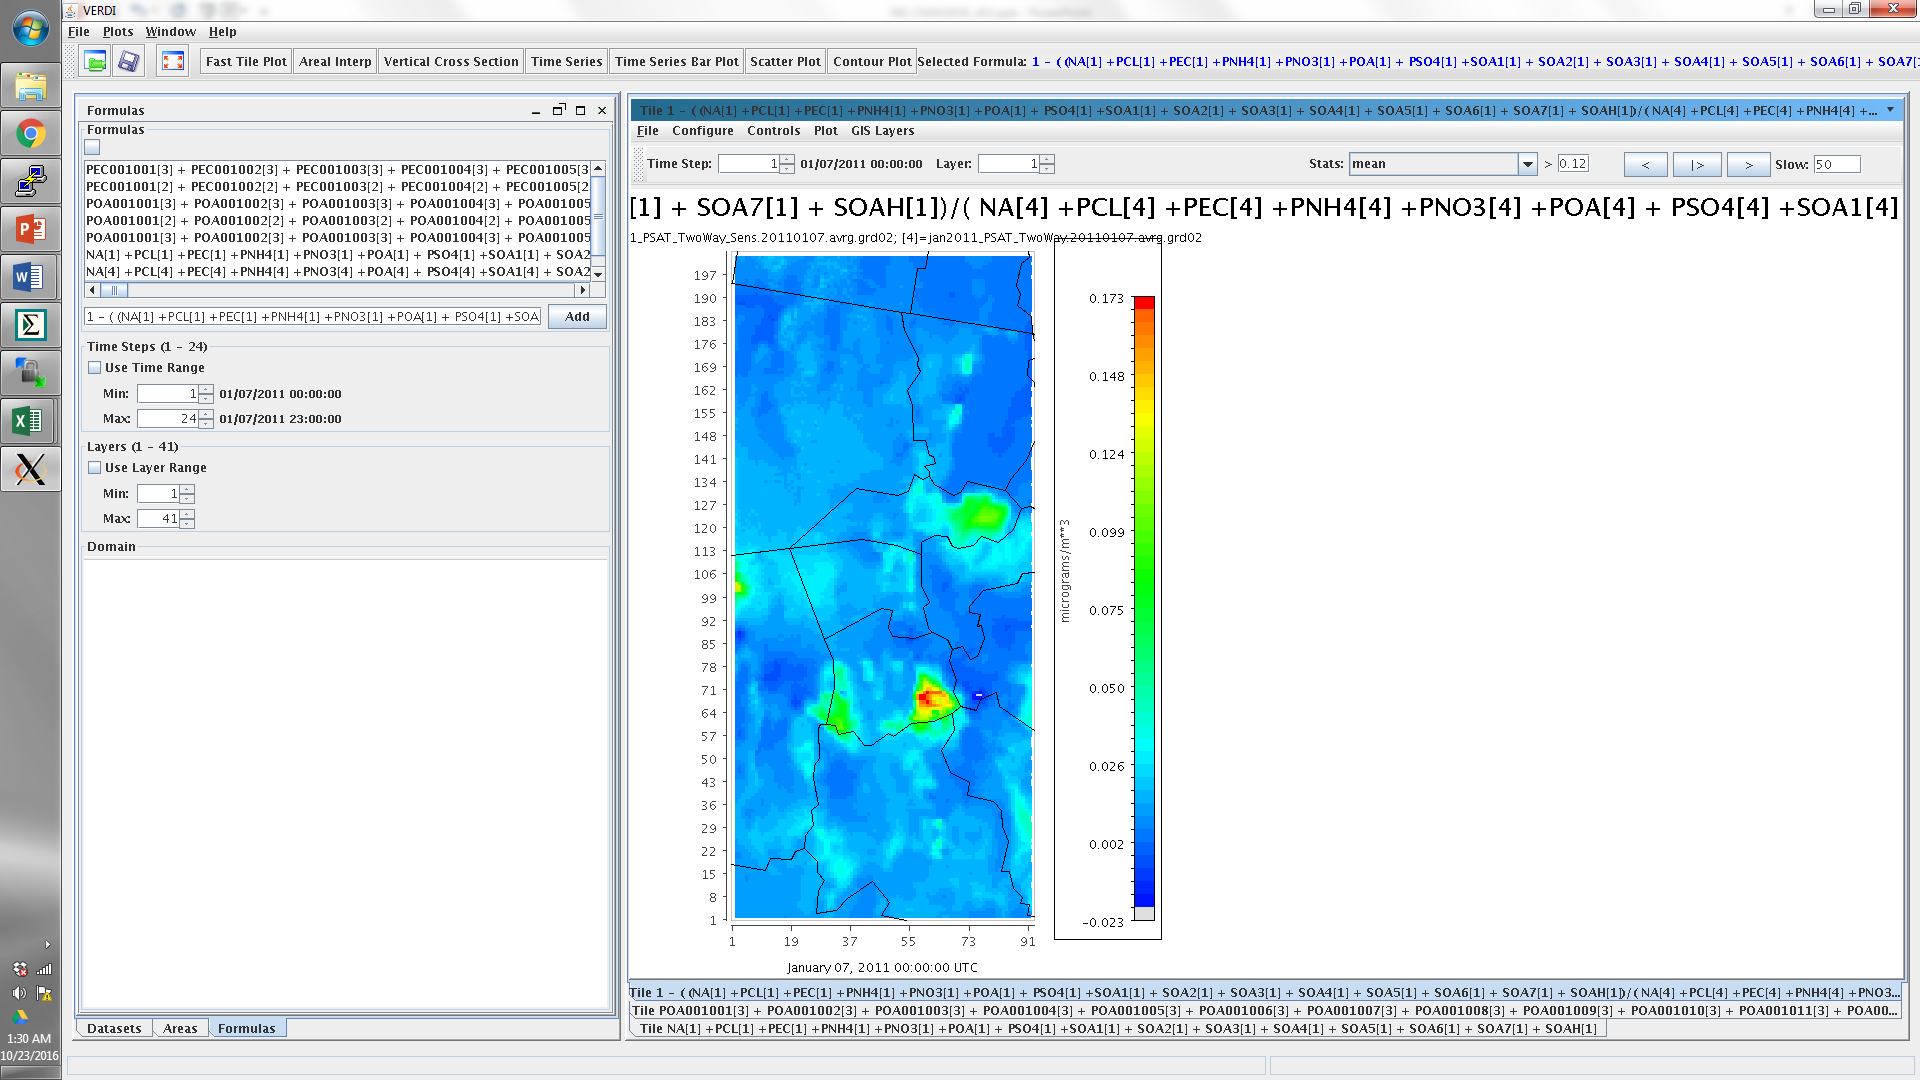 VERDI
File Plots Window Help
Fast Tile Plot Areal Interp Vertical Cross Section Time Series Time Series Bar Plot Scatter Plot Contour Plot Selected Formula: 1 - ((NA[1] +PCL[1] +PEC[1] +PNH4[1] +PNO3[1] +POA[1] + PSO4[1] +SOA1[1] + SOA2[1] + SOA3[1] + SOA4[1] + SOA5[1] + SOA6[1] + SOA7[1
Formulas
Formulas
PEC001001[3] + PEC001002[3] + PEC001003[3] + PEC001004[3] + PEC001005[3
PEC001001[2] + PEC001002[2] + PEC001003[2] + PEC001004[2] + PEC001005[2
POA001001[3] + POA001002[3] + POA001003[3] + POA001004[3] + POA001005
POA001001[2] + POA001002[2] + POA001003[2] + POA001004[2] + POA001005
POA001001[3] + POA001002[3] + POA001003[3] + POA001004[3] + POA001005
NA[1] +PCL[1] +PEC[1] +PNH4[1] +PNO3[1] +POA[1] + PSO4[1] +SOA1[1] + SOA2
NA[4] +PCL[4] +PEC[4] +PNH4[4] +PNO3[4] +POA[4] + PSO4[4] +SOA1[4] + SOA2
1 - ((NA[1] +PCL[1] +PEC[1] +PNH4[1] +PNO3[1] +POA[1] + PSO4[1] +SOA Add
Time Steps (1 - 24)
Use Time Range
Min: 1 01/07/2011 00:00:00
Max: 24 01/07/2011 23:00:00
Layers (1 - 41)
Use Layer Range
Min: 1
Max: 41
Domain
Datasets Areas Formulas
Tile 1 - ((NA[1] +PCL[1] +PEC[1] +PNH4[1] +PNO3[1] +POA[1] + PSO4[1] +SOA1[1] + SOA2[1] + SOA3[1] + SOA4[1] + SOA5[1] + SOA6[1] + SOA7[1] + SOAH[1])/( NA[4] +PCL[4] +PEC[4] +PNH4[4] +...
File Configure Controls Plot GIS Layers
Time Step: 1 01/07/2011 00:00:00 Layer: 1 Stats: mean > 0.12 < |> > Slow: 50
[1] + SOA7[1] + SOAH[1])/( NA[4] +PCL[4] +PEC[4] +PNH4[4] +PNO3[4] +POA[4] + PSO4[4] +SOA1[4]
1_PSAT_TwoWay_Sens.20110107.avrg.grd02; [4]=jan2011_PSAT_TwoWay.20110107.avrg.grd02
197
190
183
176
169
162
155
148
141
134
127
120
113
106
99
92
85
78
71
64
57
50
43
36
29
22
15
8
1
1 19 37 55 73 91
January 07, 2011 00:00:00 UTC
micrograms/m**3
0.173
0.148
0.124
0.099
0.075
0.050
0.026
0.002
-0.023
Tile 1 - ((NA[1] +PCL[1] +PEC[1] +PNH4[1] +PNO3[1] +POA[1] + PSO4[1] +SOA1[1] + SOA2[1] + SOA3[1] + SOA4[1] + SOA5[1] + SOA6[1] + SOA7[1] + SOAH[1])/( NA[4] +PCL[4] +PEC[4] +PNH4[4] +PNO3...
Tile POA001001[3] + POA001002[3] + POA001003[3] + POA001004[3] + POA001005[3] + POA001006[3] + POA001007[3] + POA001008[3] + POA001009[3] + POA001010[3] + POA001011[3] + POA00...
Tile NA[1] +PCL[1] +PEC[1] +PNH4[1] +PNO3[1] +POA[1] + PSO4[1] +SOA1[1] + SOA2[1] + SOA3[1] + SOA4[1] + SOA5[1] + SOA6[1] + SOA7[1] + SOAH[1]
1:30 AM
10/23/2016